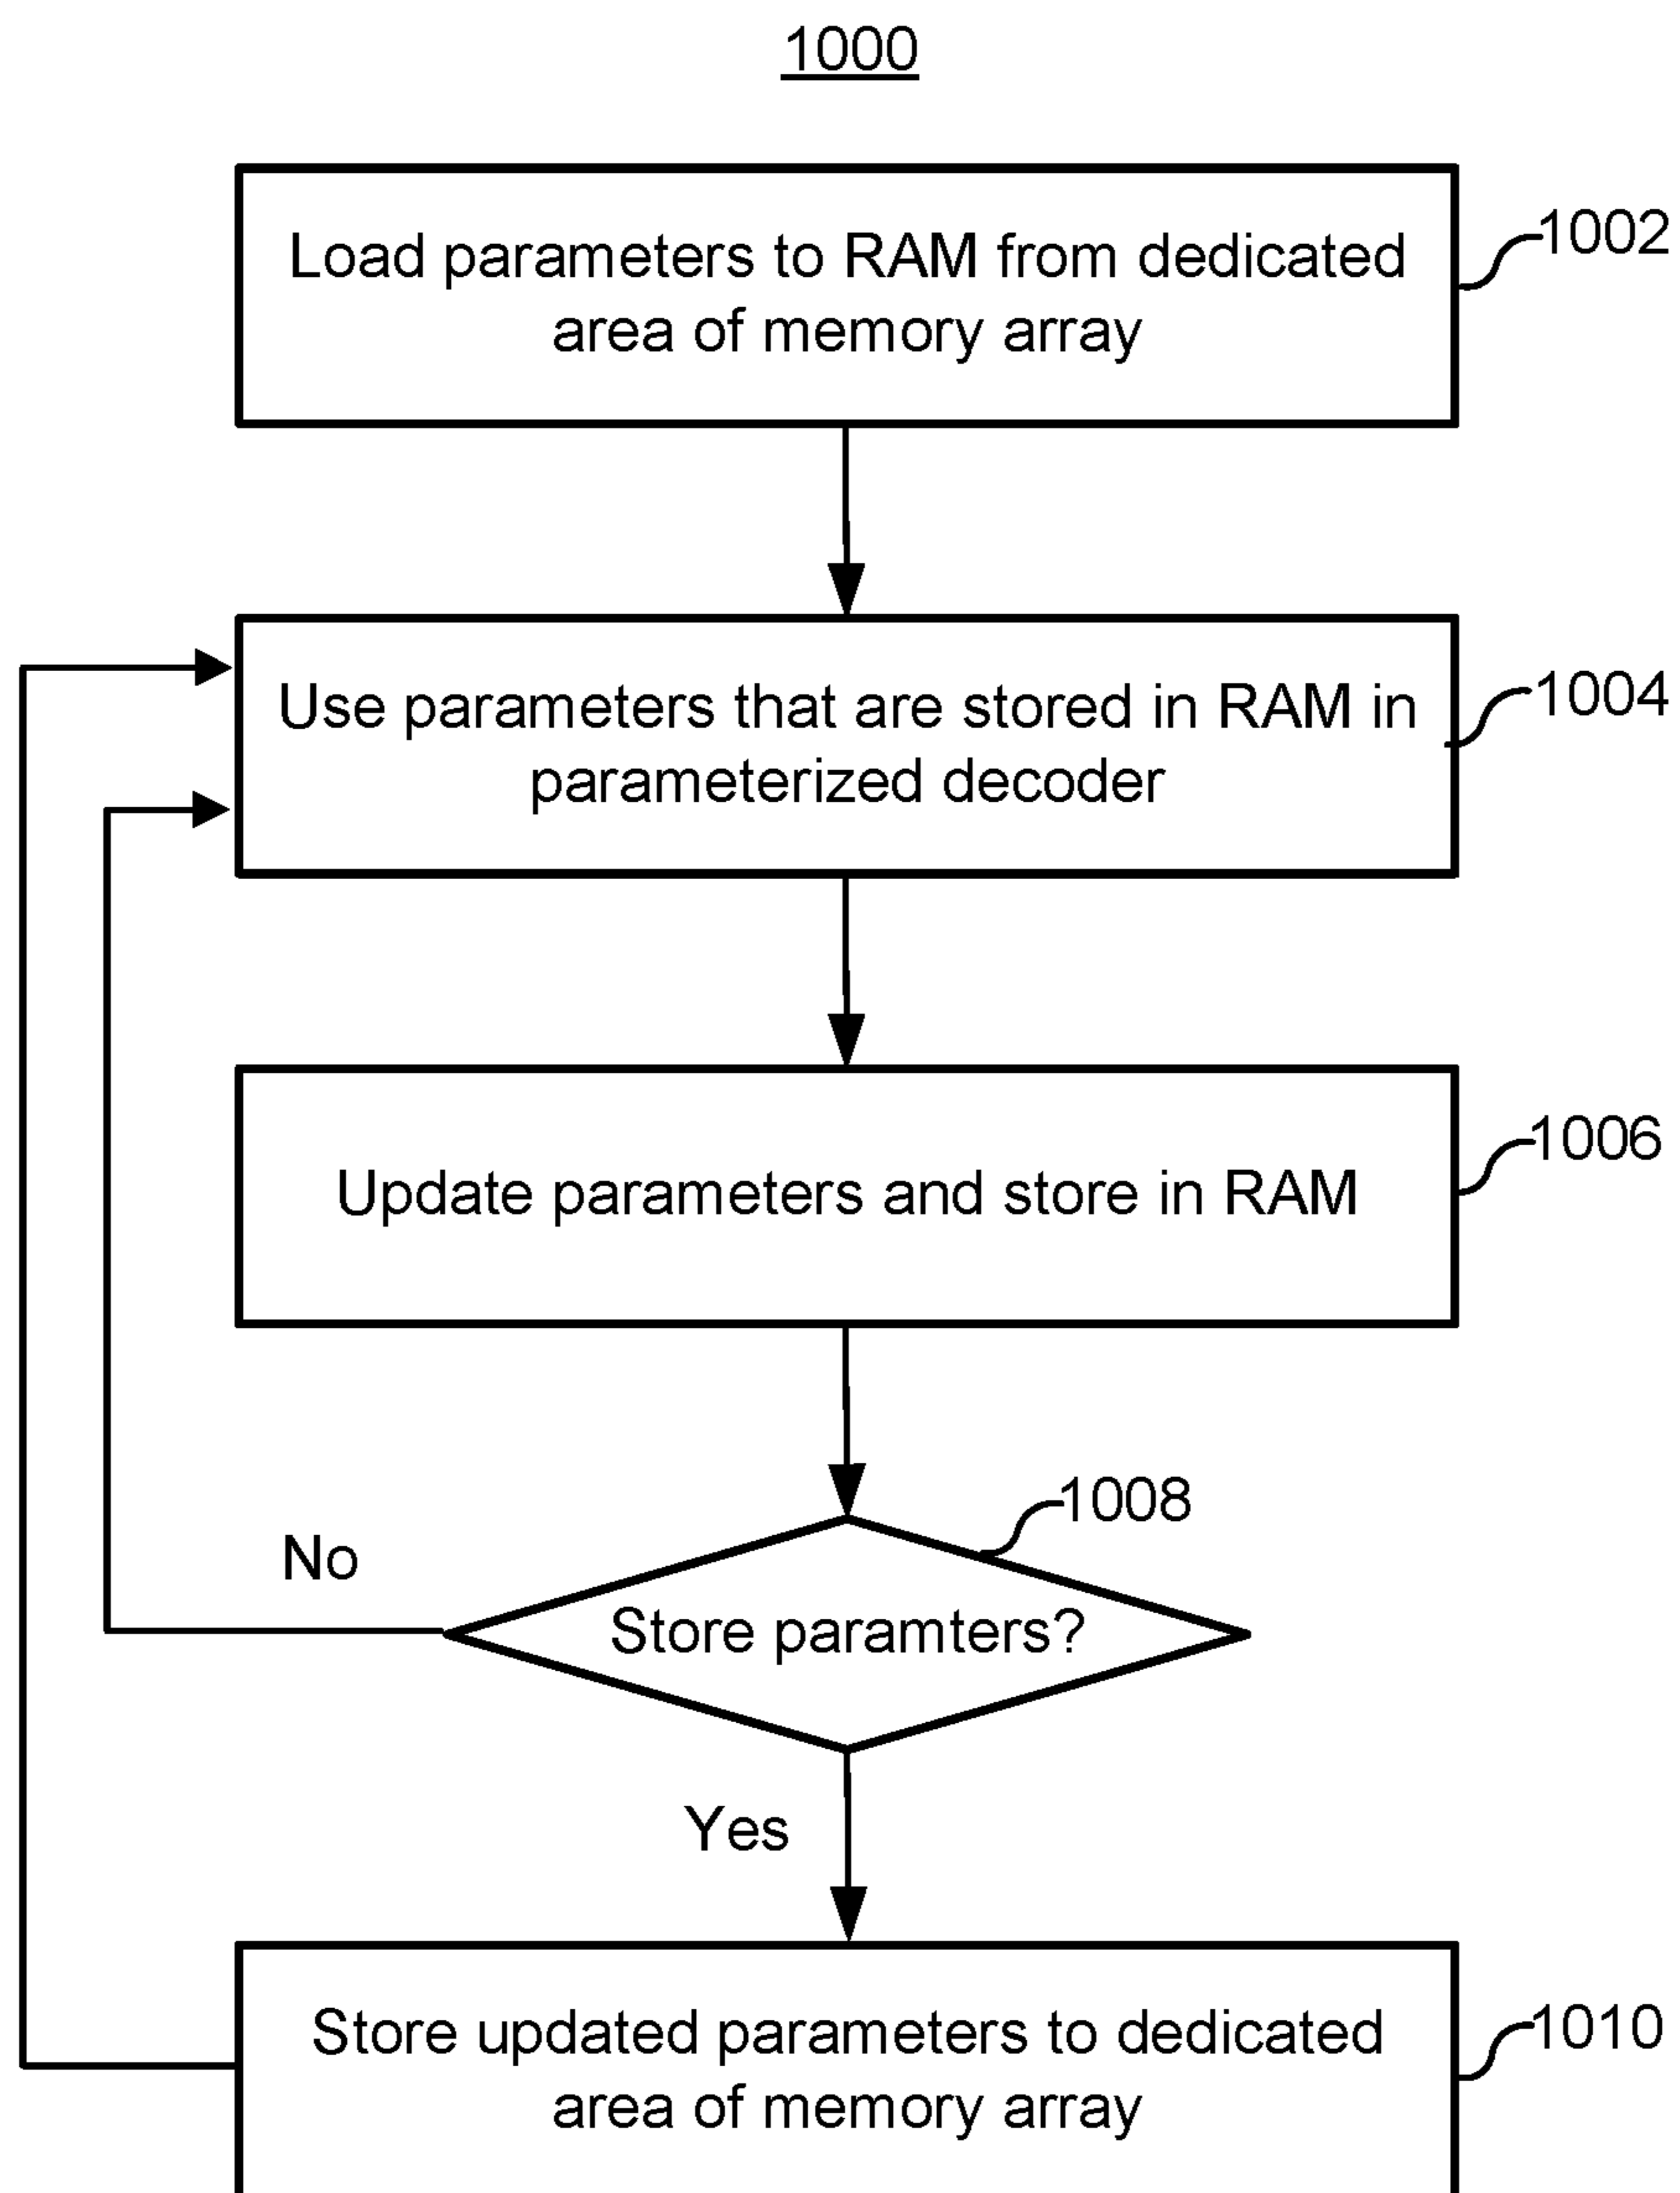 1000
Load parameters to RAM from dedicated
area of memory array
1002
Use parameters that are stored in RAM in
parameterized decoder
1004
Update parameters and store in RAM
1006
1008
No
Store paramters?
Yes
Store updated parameters to dedicated
area of memory array
1010